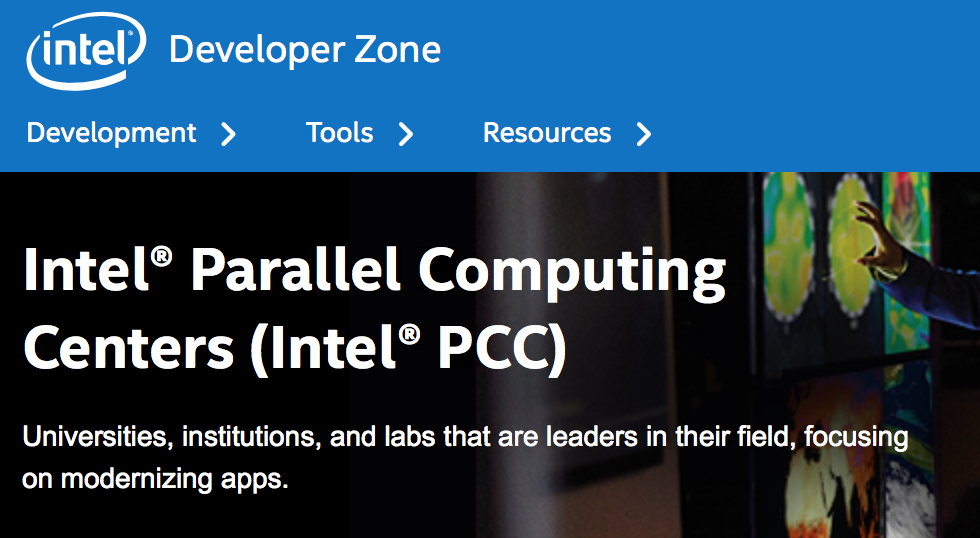 intel® Developer Zone
Development
Tools
Resources
Intel® Parallel Computing
Centers (Intel® PCC)
Universities, institutions, and labs that are leaders in their field, focusing
on modernizing apps.